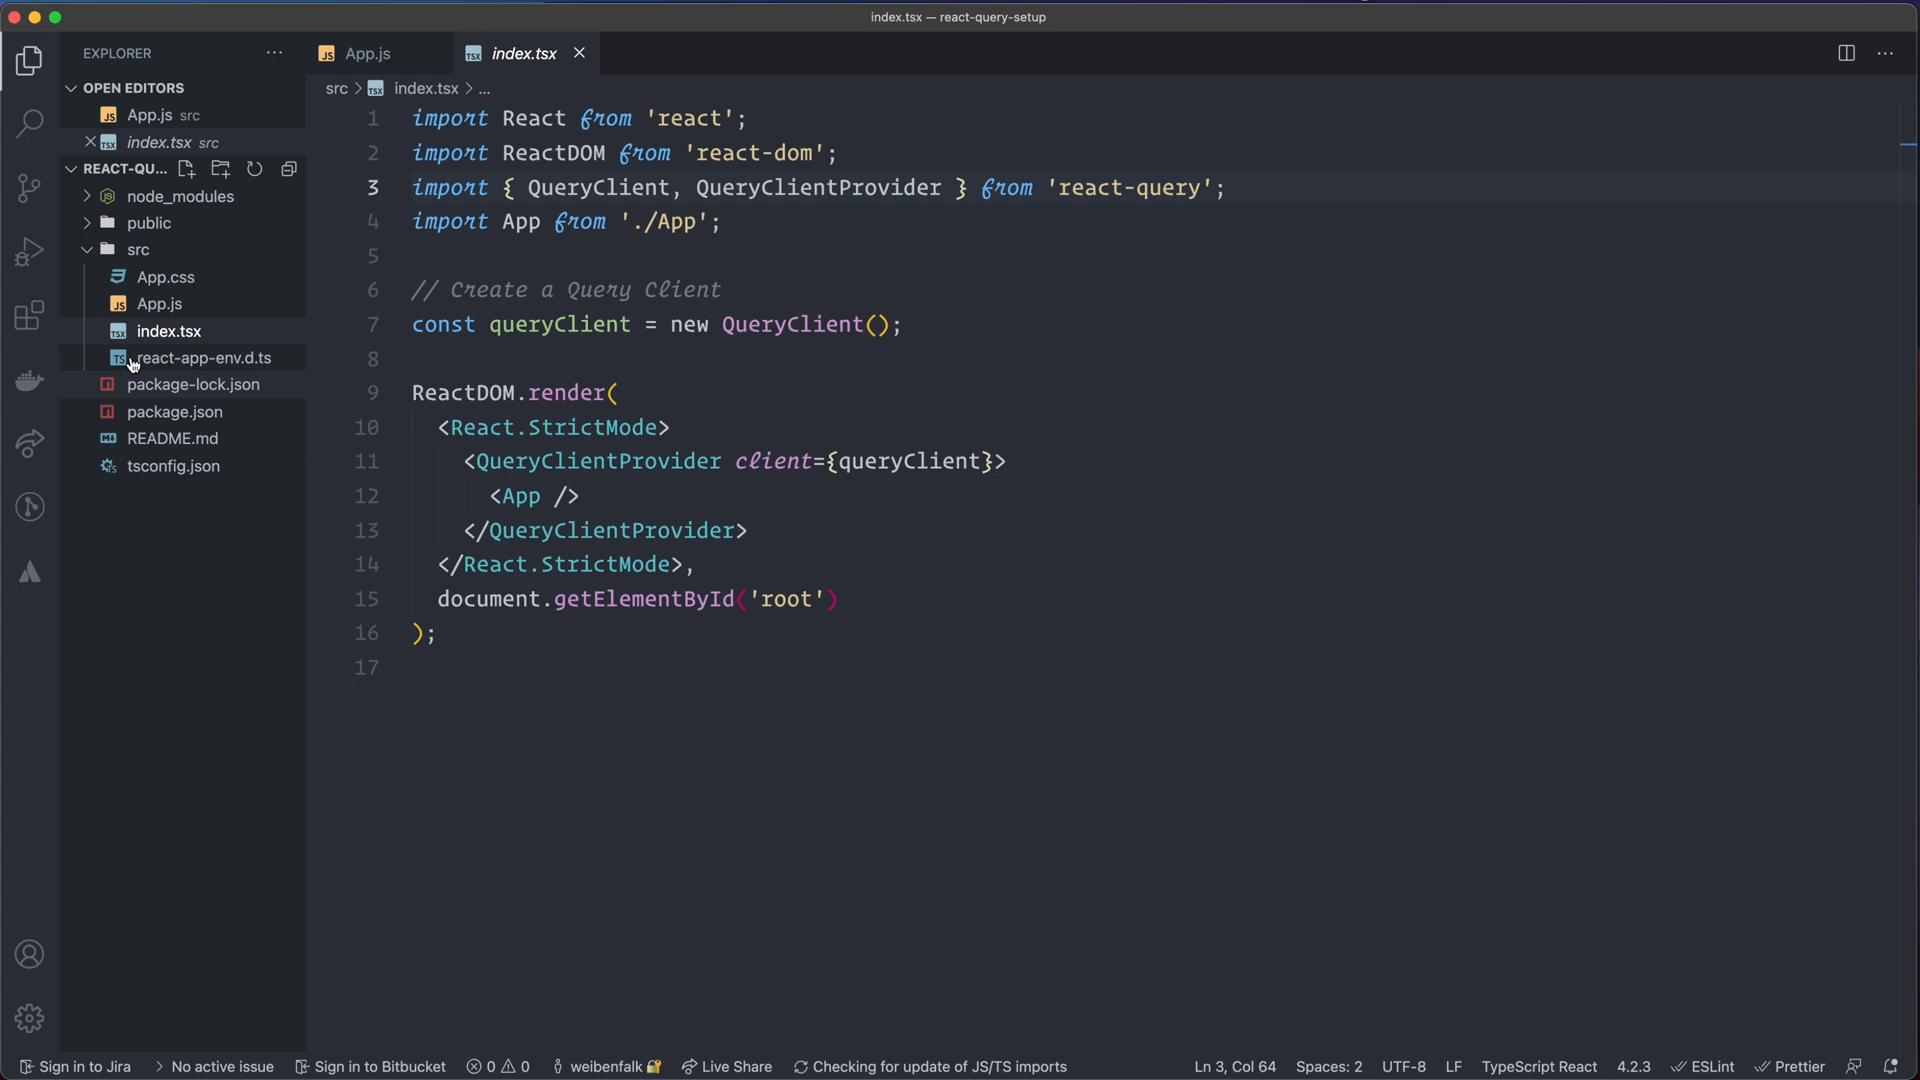 index.tsx — react-query-setup
EXPLORER
App.js
index.tsx
OPEN EDITORS
App.js src
index.tsx src
REACT-QU...
node_modules
public
src
App.css
App.js
index.tsx
react-app-env.d.ts
package-lock.json
package.json
README.md
tsconfig.json
src > index.tsx > ...
1 import React from 'react';
2 import ReactDOM from 'react-dom';
3 import { QueryClient, QueryClientProvider } from 'react-query';
4 import App from './App';
5
6 // Create a Query Client
7 const queryClient = new QueryClient();
8
9 ReactDOM.render(
10 <React.StrictMode>
11 <QueryClientProvider client={queryClient}>
12 <App />
13 </QueryClientProvider>
14 </React.StrictMode>,
15 document.getElementById('root')
16 );
17
Sign in to Jira > No active issue Sign in to Bitbucket 0 0 weibenfalk Live Share Checking for update of JS/TS imports Ln 3, Col 64 Spaces: 2 UTF-8 LF TypeScript React 4.2.3 ESLint Prettier